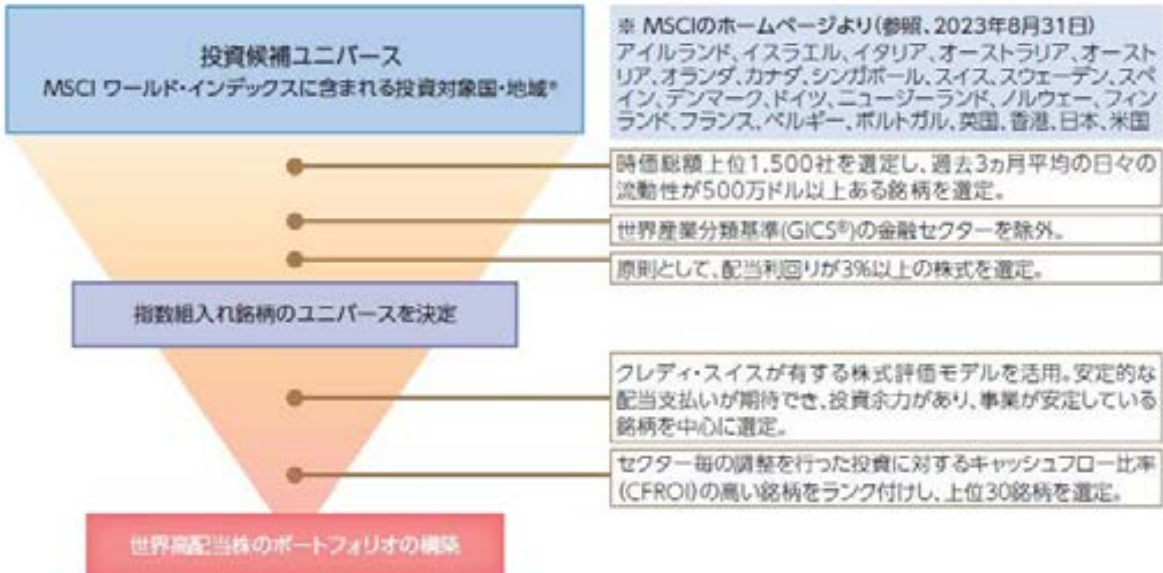 投資候補ユニバース
MSCI ワールド・インデックスに含まれる投資対象国・地域※
※ MSCIのホームページより(参照、2023年8月31日)
アイルランド、イスラエル、イタリア、オーストラリア、オースト
リア、オランダ、カナダ、シンガポール、スイス、スウェーデン、スペ
イン、デンマーク、ドイツ、ニュージーランド、ノルウェー、フィン
ランド、フランス、ベルギー、ポルトガル、英国、香港、日本、米国
時価総額上位1,500社を選定し、過去3ヵ月平均の日々の
流動性が500万ドル以上ある銘柄を選定。
世界産業分類基準(GICS®)の金融セクターを除外。
原則として、配当利回りが3%以上の株式を選定。
指数組入れ銘柄のユニバースを決定
クレディ・スイスが有する株式評価モデルを活用。安定的な
配当支払いが期待でき、投資余力があり、事業が安定している
銘柄を中心に選定。
セクター毎の調整を行った投資に対するキャッシュフロー比率
(CFROI)の高い銘柄をランク付けし、上位30銘柄を選定。
世界高配当株のポートフォリオの構築